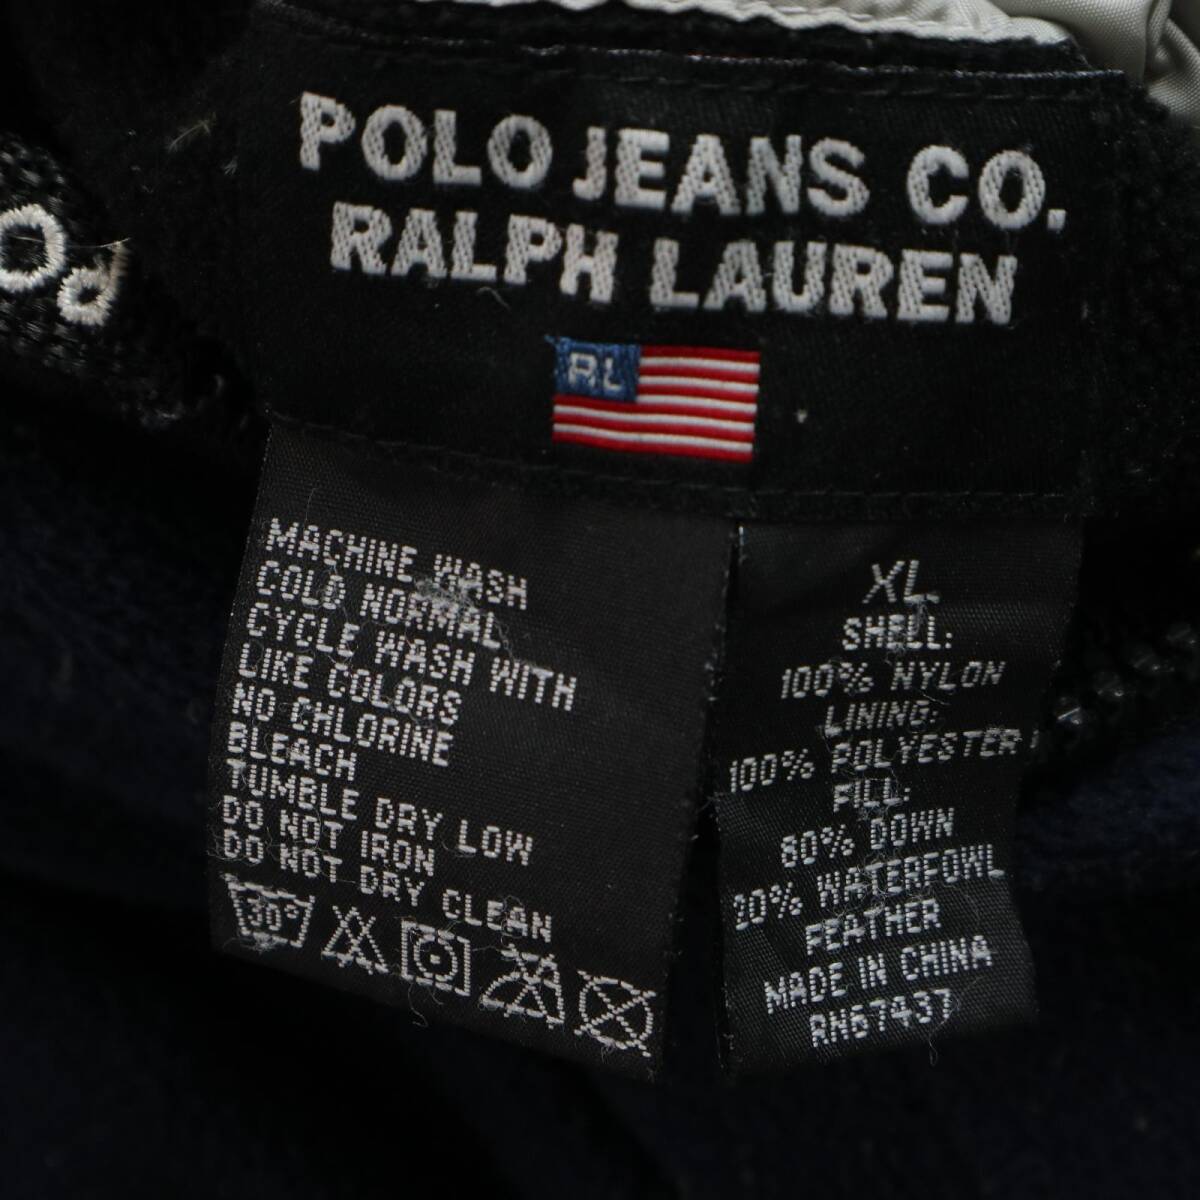 POLO JEANS CO.
RALPH LAUREN
RL
MACHINE WASH
COLD NORMAL
CYCLE WASH WITH
LIKE COLORS
NO CHLORINE
BLEACH
TUMBLE DRY LOW
DO NOT IRON
DO NOT DRY CLEAN
30°
XL
SHELL:
100% NYLON
LINING:
100% POLYESTER
FILL:
80% DOWN
20% WATERFOWL
FEATHER
MADE IN CHINA
RN67437
PO